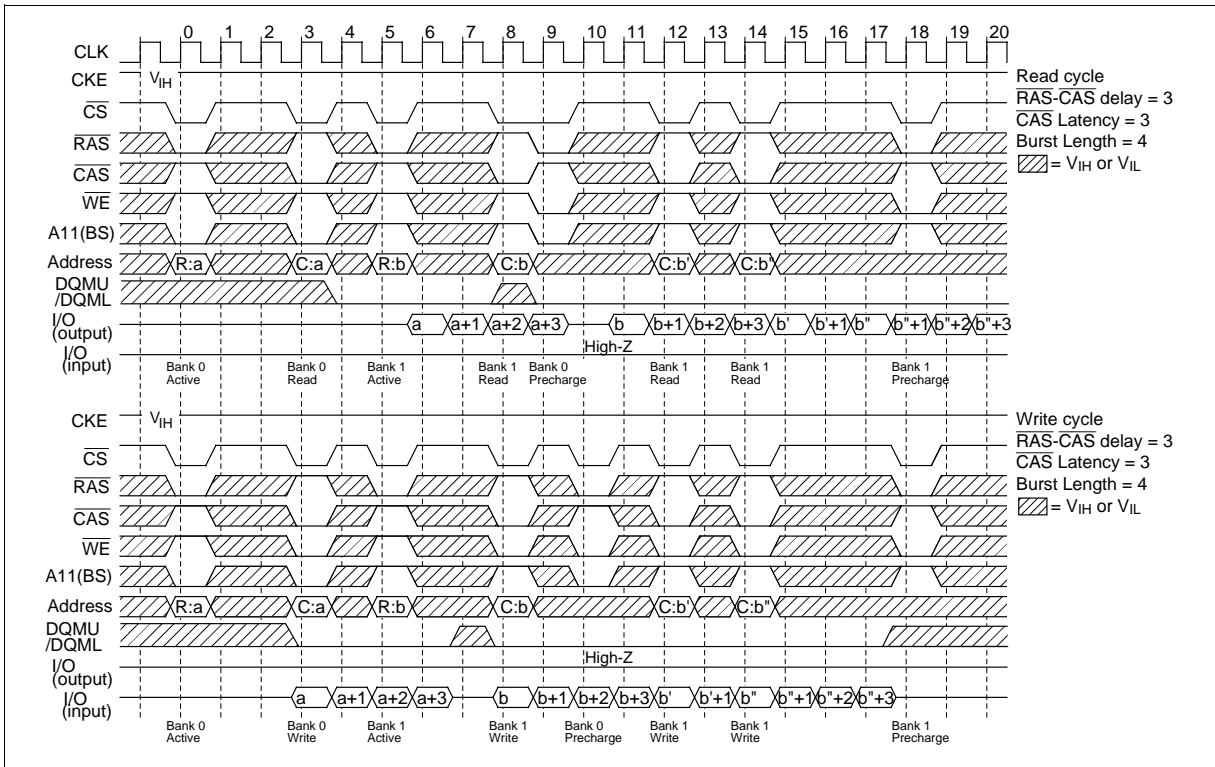 0 1 2 3 4 5 6 7 8 9 10 11 12 13 14 15 16 17 18 19 20
CLK
CKE VIH
CS
RAS
CAS
WE
A11(BS)
Address R:a C:a R:b C:b C:b' C:b"
DQMU
/DQML
I/O
(output) a a+1 a+2 a+3 b b+1 b+2 b+3 b' b'+1 b" b"+1 b"+2 b"+3
High-Z
I/O
(input)
Bank 0 Active
Bank 0 Read
Bank 1 Active
Bank 1 Read
Bank 0 Precharge
Bank 1 Read
Bank 1 Read
Bank 1 Precharge
Read cycle
RAS-CAS delay = 3
CAS Latency = 3
Burst Length = 4
= VIH or VIL
CKE VIH
CS
RAS
CAS
WE
A11(BS)
Address R:a C:a R:b C:b C:b' C:b"
DQMU
/DQML
High-Z
I/O
(output)
I/O
(input) a a+1 a+2 a+3 b b+1 b+2 b+3 b' b'+1 b" b"+1 b"+2 b"+3
Bank 0 Active
Bank 0 Write
Bank 1 Active
Bank 1 Write
Bank 0 Precharge
Bank 1 Write
Bank 1 Write
Bank 1 Precharge
Write cycle
RAS-CAS delay = 3
CAS Latency = 3
Burst Length = 4
= VIH or VIL